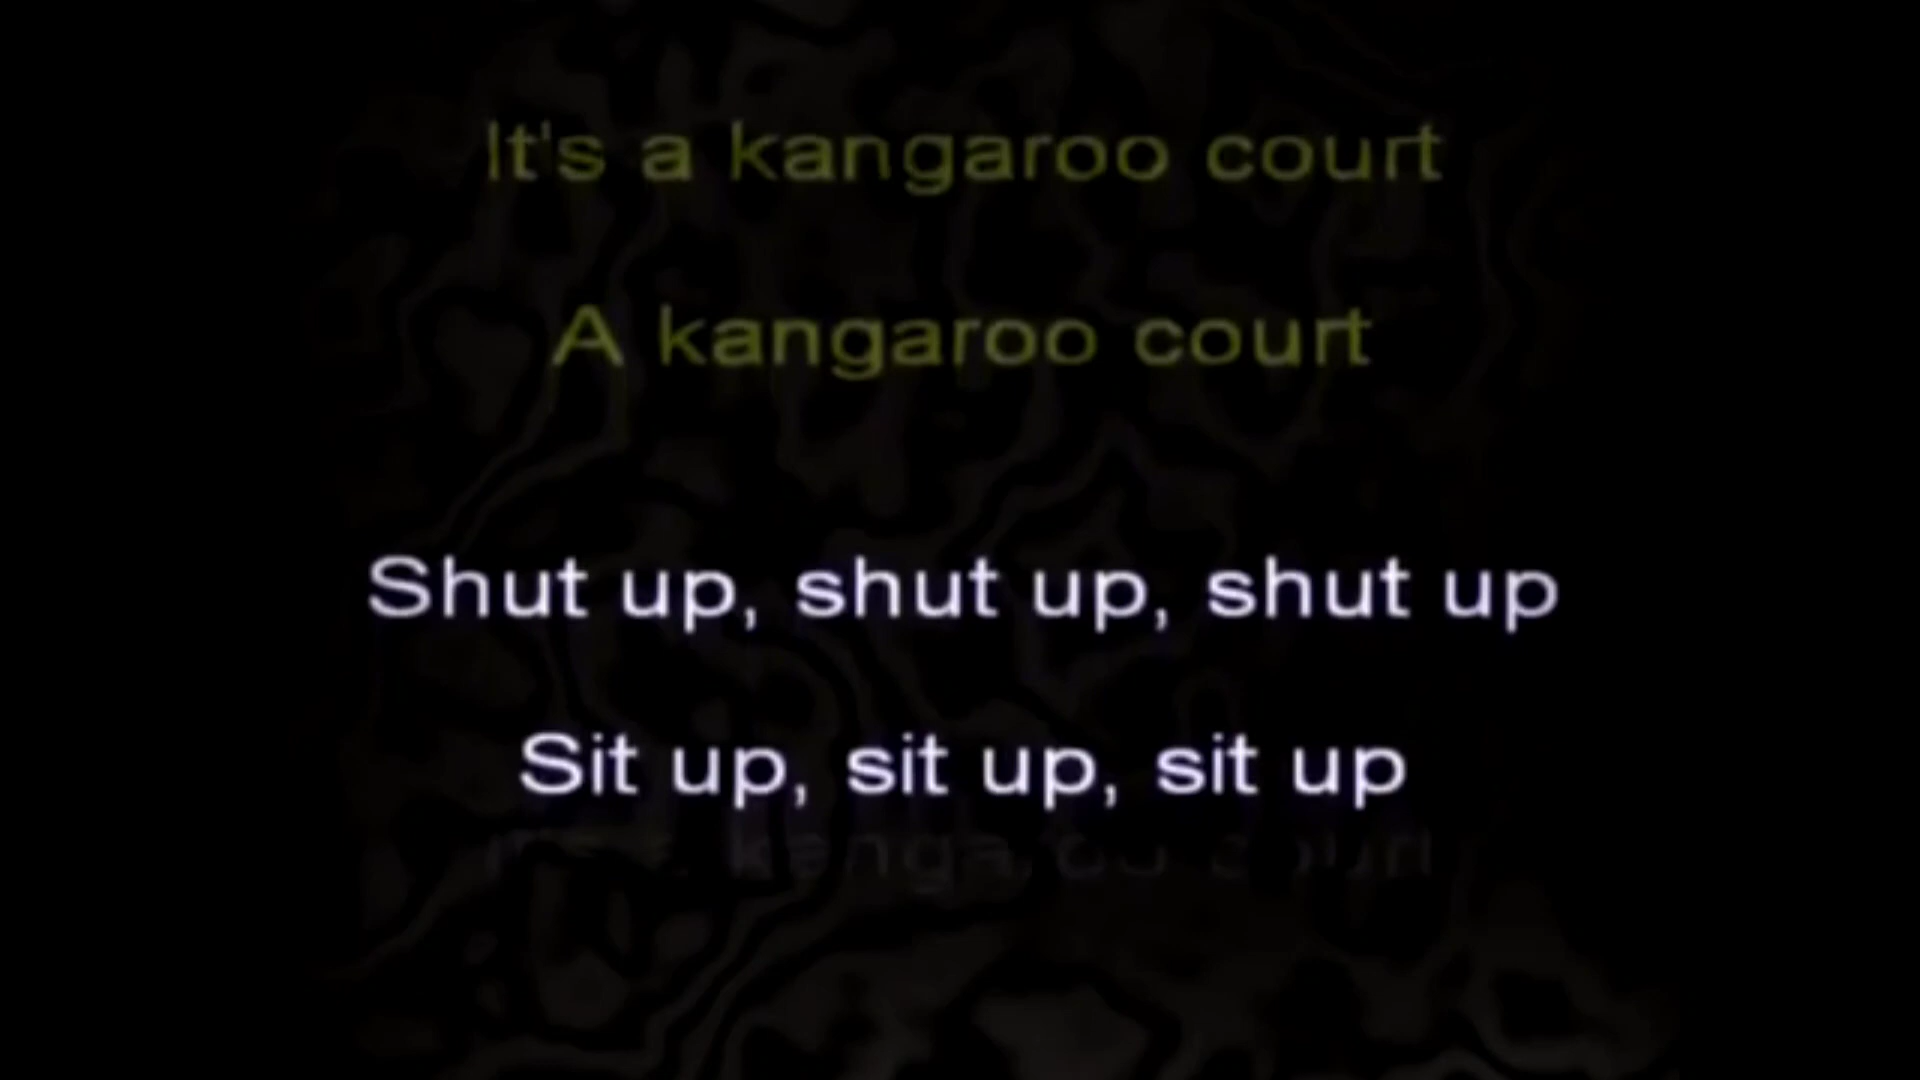 It's a kangaroo court
A kangaroo court
Shut up, shut up, shut up
Sit up, sit up, sit up